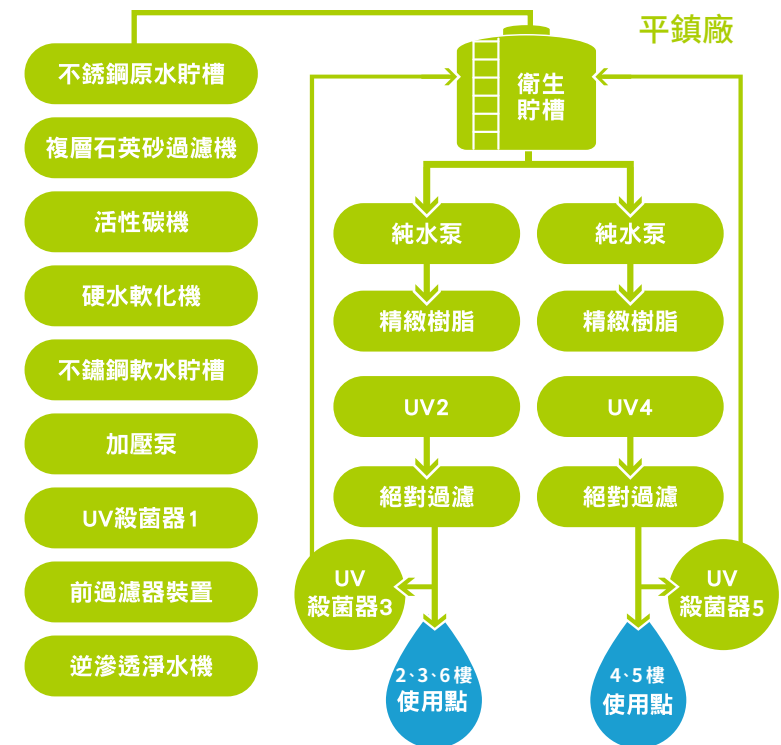 平鎮廠
不銹鋼原水貯槽
複層石英砂過濾機
活性碳機
硬水軟化機
不鏽鋼軟水貯槽
加壓泵
UV殺菌器1
前過濾器裝置
逆滲透淨水機
衛生
貯槽
純水泵
精緻樹脂
UV2
絕對過濾
UV
殺菌器3
2、3、6樓
使用點
純水泵
精緻樹脂
UV4
絕對過濾
UV
殺菌器5
4、5樓
使用點